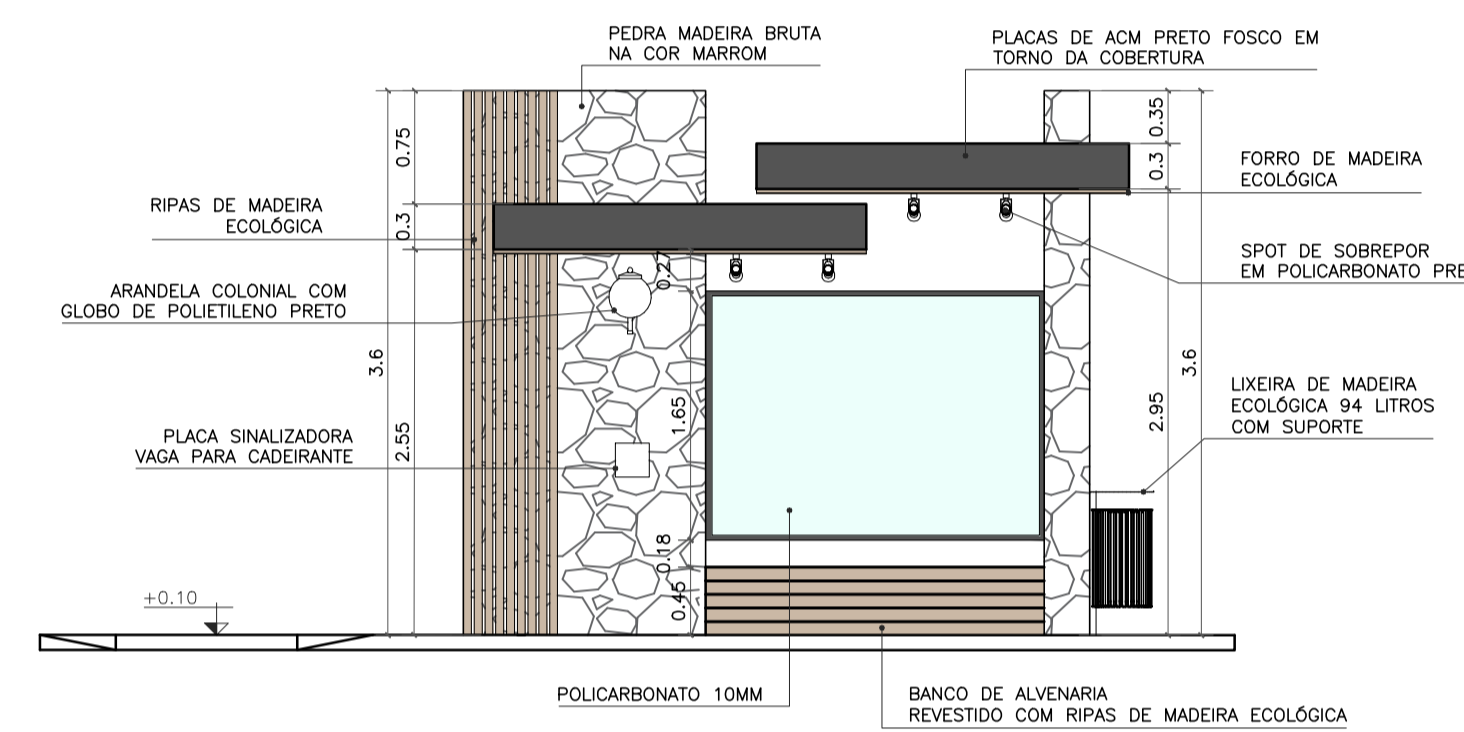 PEDRA MADEIRA BRUTA
NA COR MARROM
PLACAS DE ACM PRETO FOSCO EM
TORNO DA COBERTURA
0.75
0.35
0.3
FORRO DE MADEIRA
ECOLÓGICA
RIPAS DE MADEIRA
ECOLÓGICA
0.3
SPOT DE SOBREPOR
EM POLICARBONATO PRE
0.27
ARANDELA COLONIAL COM
GLOBO DE POLIETILENO PRETO
3.6
3.6
LIXEIRA DE MADEIRA
ECOLÓGICA 94 LITROS
COM SUPORTE
1.65
2.95
PLACA SINALIZADORA
VAGA PARA CADEIRANTE
2.55
0.18
0.45
+0.10
POLICARBONATO 10MM
BANCO DE ALVENARIA
REVESTIDO COM RIPAS DE MADEIRA ECOLÓGICA